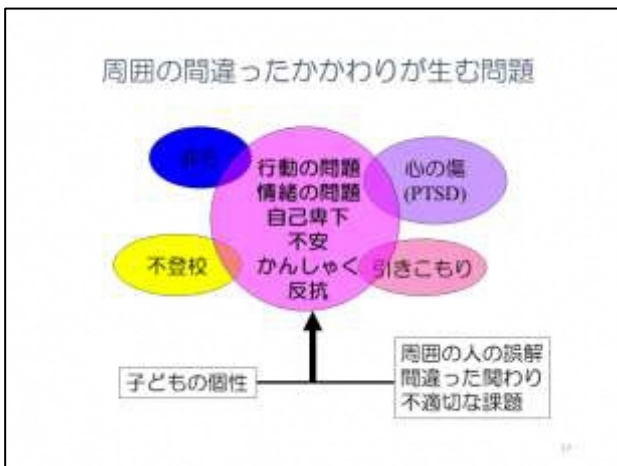 周囲の間違ったかかわりが生む問題
行動の問題
情緒の問題
自己卑下
不安
かんしゃく
反抗
心の傷
(PTSD)
不登校
引きこもり
子どもの個性
周囲の人の誤解
間違った関わり
不適切な課題